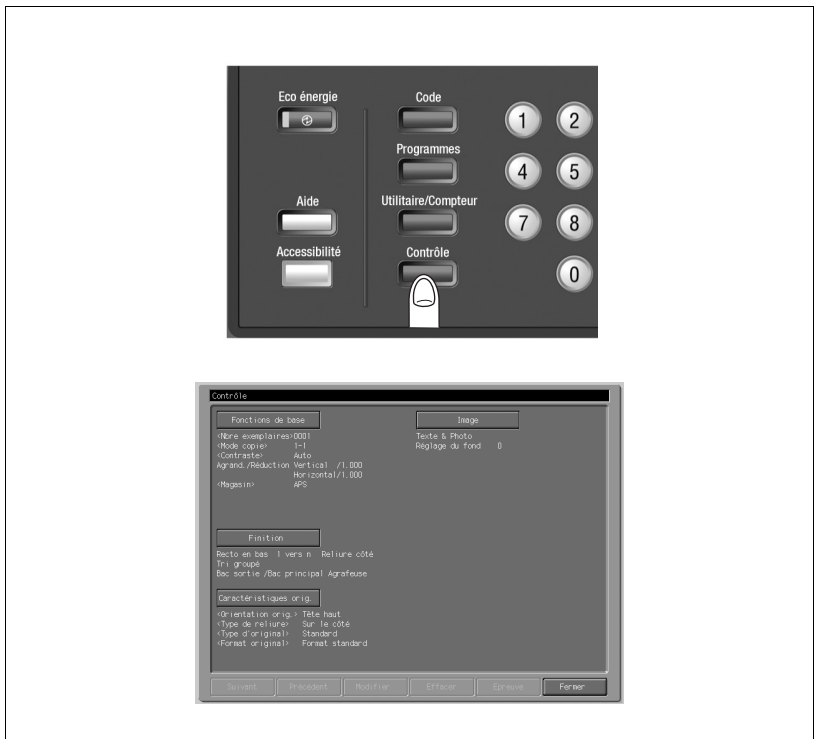 Eco énergie
Code
1 2
Programmes
4 5
Aide
Utilitaire/Compteur
7 8
Accessibilité
Contrôle
0
Contrôle
Fonctions de base
<Nbre exemplaires>0001
<Mode copie> 1-1
<Contraste> Auto
Agrand./Réduction Vertical /1.000
Horizontal/1.000
<Magasin> APS
Image
Texte & Photo
Réglage du fond 0
Finition
Recto en bas 1 vers n Reliure côté
Tri groupé
Bac sortie /Bac principal Agrafeuse
Caractéristiques orig.
<Orientation orig.> Tête haut
<Type de reliure> Sur le côté
<Type d'original> Standard
<Format original> Format standard
Suivant Précédent Modifier Effacer Epreuve Fermer